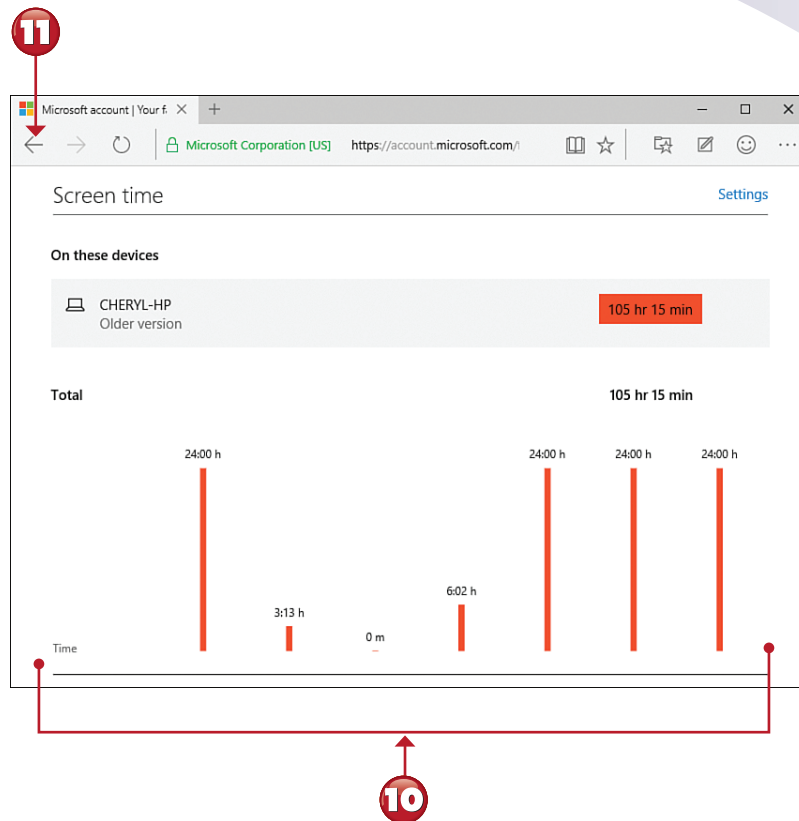 11
Microsoft account | Your f
Microsoft Corporation [US] https://account.microsoft.com/
Screen time Settings
On these devices
CHERYL-HP 105 hr 15 min
Older version
Total 105 hr 15 min
24:00 h 24:00 h 24:00 h 24:00 h
6:02 h
3:13 h
0 m
Time
10